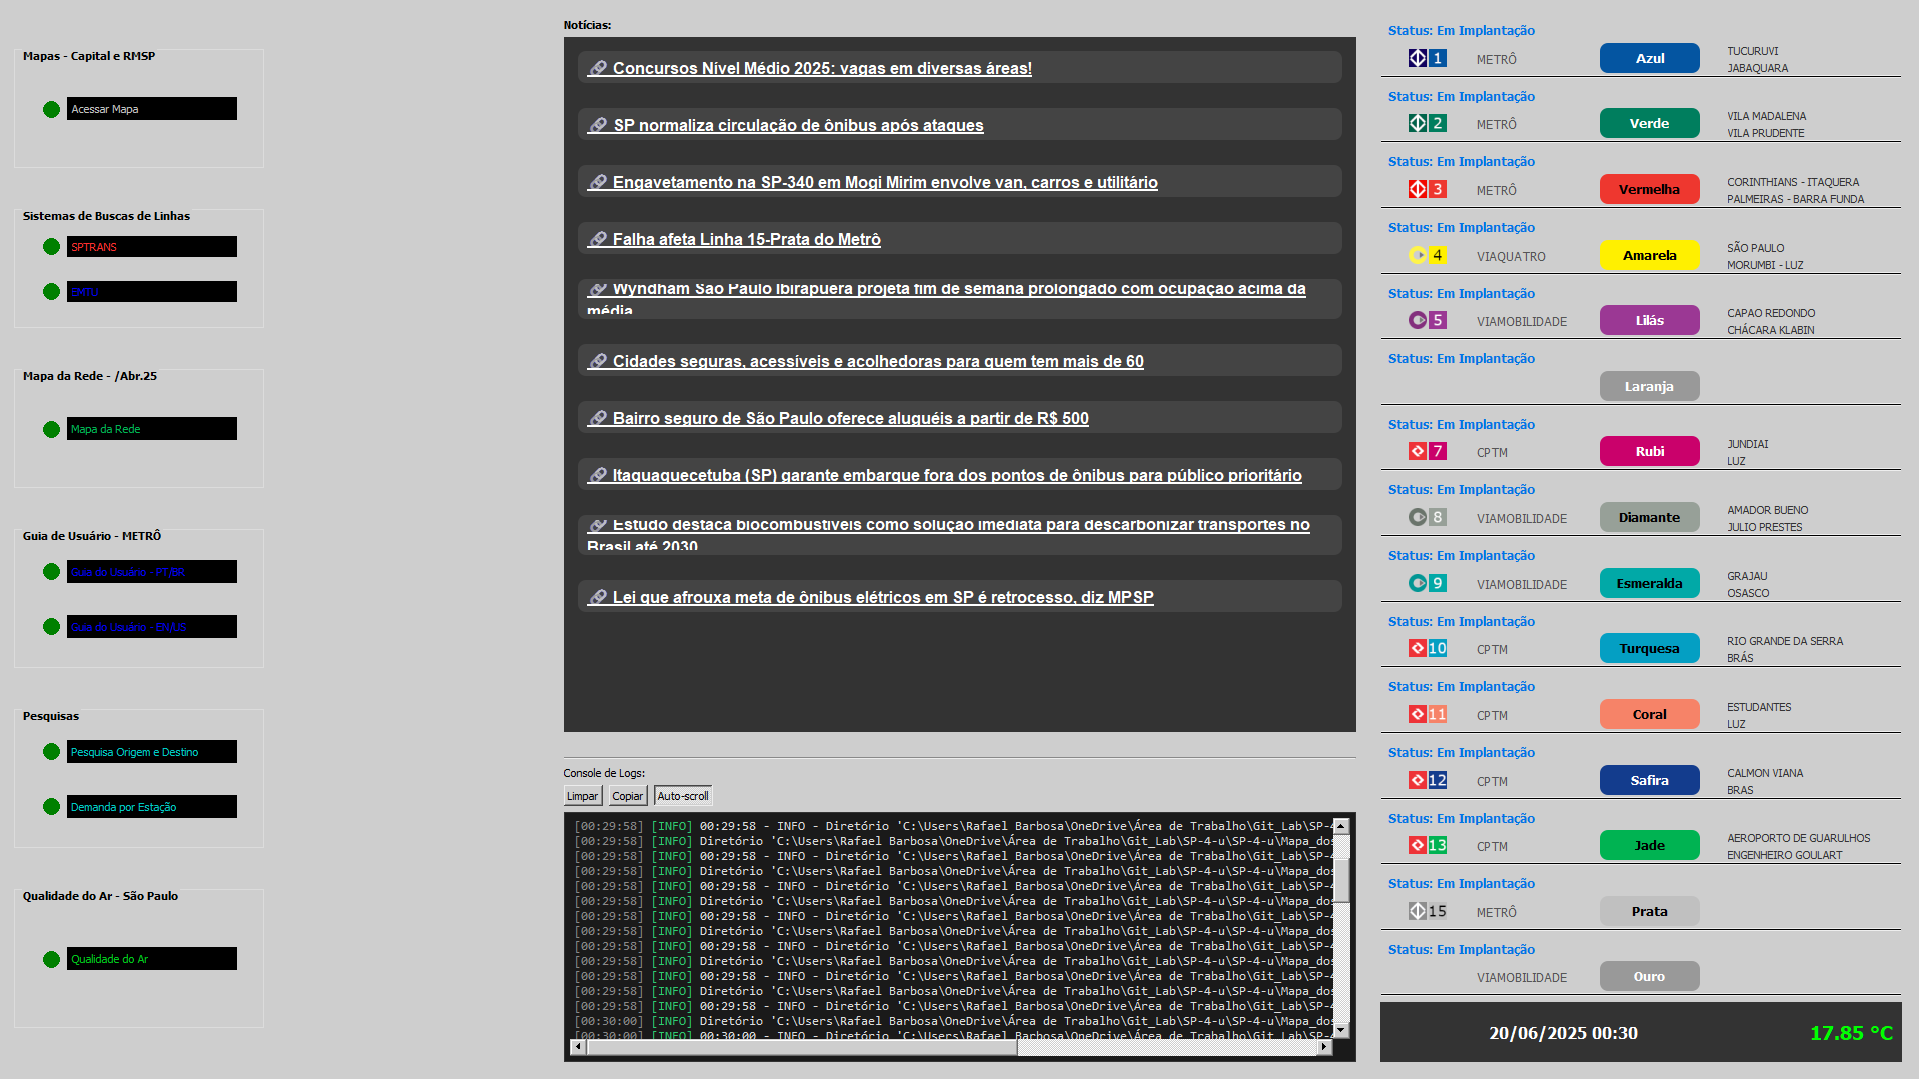 Mapas - Capital e RMSP
Acessar Mapa
Sistemas de Buscas de Linhas
SPTRANS
EMTU
Mapa da Rede - /Abr.25
Mapa da Rede
Guia de Usuário - METRÔ
Guia do Usuário - PT/BR
Guia do Usuário - EN/US
Pesquisas
Pesquisa Origem e Destino
Demanda por Estação
Qualidade do Ar - São Paulo
Qualidade do Ar
Notícias:
Concursos Nível Médio 2025: vagas em diversas áreas!
SP normaliza circulação de ônibus após ataques
Engavetamento na SP-340 em Mogi Mirim envolve van, carros e utilitário
Falha afeta Linha 15-Prata do Metrô
Wyndham São Paulo Ibirapuera projeta fim de semana prolongado com ocupação acima da
média
Cidades seguras, acessíveis e acolhedoras para quem tem mais de 60
Bairro seguro de São Paulo oferece aluguéis a partir de R$ 500
Itaquaquecetuba (SP) garante embarque fora dos pontos de ônibus para público prioritário
Estudo destaca biocombustíveis como solução imediata para descarbonizar transportes no
Brasil até 2030
Lei que afrouxa meta de ônibus elétricos em SP é retrocesso, diz MPSP
Console de Logs:
Limpar Copiar Auto-scroll
[00:29:58] [INFO] 00:29:58 - INFO - Diretório 'C:\Users\Rafael Barbosa\OneDrive\Área de Trabalho\Git_Lab\SP-4
[00:29:58] [INFO] Diretório 'C:\Users\Rafael Barbosa\OneDrive\Área de Trabalho\Git_Lab\SP-4-u\SP-4-u\Mapa_dos
[00:29:58] [INFO] 00:29:58 - INFO - Diretório 'C:\Users\Rafael Barbosa\OneDrive\Área de Trabalho\Git_Lab\SP-4
[00:29:58] [INFO] Diretório 'C:\Users\Rafael Barbosa\OneDrive\Área de Trabalho\Git_Lab\SP-4-u\SP-4-u\Mapa_dos
[00:29:58] [INFO] 00:29:58 - INFO - Diretório 'C:\Users\Rafael Barbosa\OneDrive\Área de Trabalho\Git_Lab\SP-4
[00:29:58] [INFO] Diretório 'C:\Users\Rafael Barbosa\OneDrive\Área de Trabalho\Git_Lab\SP-4-u\SP-4-u\Mapa_dos
[00:29:58] [INFO] 00:29:58 - INFO - Diretório 'C:\Users\Rafael Barbosa\OneDrive\Área de Trabalho\Git_Lab\SP-4
[00:29:58] [INFO] Diretório 'C:\Users\Rafael Barbosa\OneDrive\Área de Trabalho\Git_Lab\SP-4-u\SP-4-u\Mapa_dos
[00:29:58] [INFO] 00:29:58 - INFO - Diretório 'C:\Users\Rafael Barbosa\OneDrive\Área de Trabalho\Git_Lab\SP-4
[00:29:58] [INFO] Diretório 'C:\Users\Rafael Barbosa\OneDrive\Área de Trabalho\Git_Lab\SP-4-u\SP-4-u\Mapa_dos
[00:29:58] [INFO] 00:29:58 - INFO - Diretório 'C:\Users\Rafael Barbosa\OneDrive\Área de Trabalho\Git_Lab\SP-4
[00:29:58] [INFO] Diretório 'C:\Users\Rafael Barbosa\OneDrive\Área de Trabalho\Git_Lab\SP-4-u\SP-4-u\Mapa_dos
[00:29:58] [INFO] 00:29:58 - INFO - Diretório 'C:\Users\Rafael Barbosa\OneDrive\Área de Trabalho\Git_Lab\SP-4
[00:30:00] [INFO] Diretório 'C:\Users\Rafael Barbosa\OneDrive\Área de Trabalho\Git_Lab\SP-4-u\SP-4-u\Mapa_dos
[00:30:00] [INFO] 00:30:00 - INFO - Diretório 'C:\Users\Rafael Barbosa\OneDrive\Área de Trabalho\Git_Lab\SP-4
Status: Em Implantação
1 METRÔ Azul TUCURUVI
JABAQUARA
Status: Em Implantação
2 METRÔ Verde VILA MADALENA
VILA PRUDENTE
Status: Em Implantação
3 METRÔ Vermelha CORINTHIANS - ITAQUERA
PALMEIRAS - BARRA FUNDA
Status: Em Implantação
4 VIAQUATRO Amarela SÃO PAULO
MORUMBI - LUZ
Status: Em Implantação
5 VIAMOBILIDADE Lilás CAPAO REDONDO
CHÁCARA KLABIN
Status: Em Implantação
Laranja
Status: Em Implantação
7 CPTM Rubi JUNDIAI
LUZ
Status: Em Implantação
8 VIAMOBILIDADE Diamante AMADOR BUENO
JULIO PRESTES
Status: Em Implantação
9 VIAMOBILIDADE Esmeralda GRAJAU
OSASCO
Status: Em Implantação
10 CPTM Turquesa RIO GRANDE DA SERRA
BRÁS
Status: Em Implantação
11 CPTM Coral ESTUDANTES
LUZ
Status: Em Implantação
12 CPTM Safira CALMON VIANA
BRAS
Status: Em Implantação
13 CPTM Jade AEROPORTO DE GUARULHOS
ENGENHEIRO GOULART
Status: Em Implantação
15 METRÔ Prata
Status: Em Implantação
VIAMOBILIDADE Ouro
20/06/2025 00:30 17.85 °C